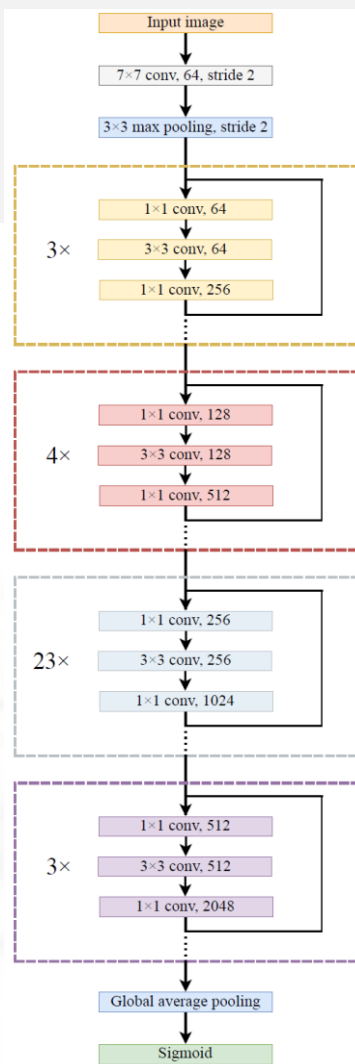 Input image
7×7 conv, 64, stride 2
3×3 max pooling, stride 2
1×1 conv, 64
3×
3×3 conv, 64
1×1 conv, 256
1×1 conv, 128
4×
3×3 conv, 128
1×1 conv, 512
1×1 conv, 256
23×
3×3 conv, 256
1×1 conv, 1024
1×1 conv, 512
3×
3×3 conv, 512
1×1 conv, 2048
Global average pooling
Sigmoid